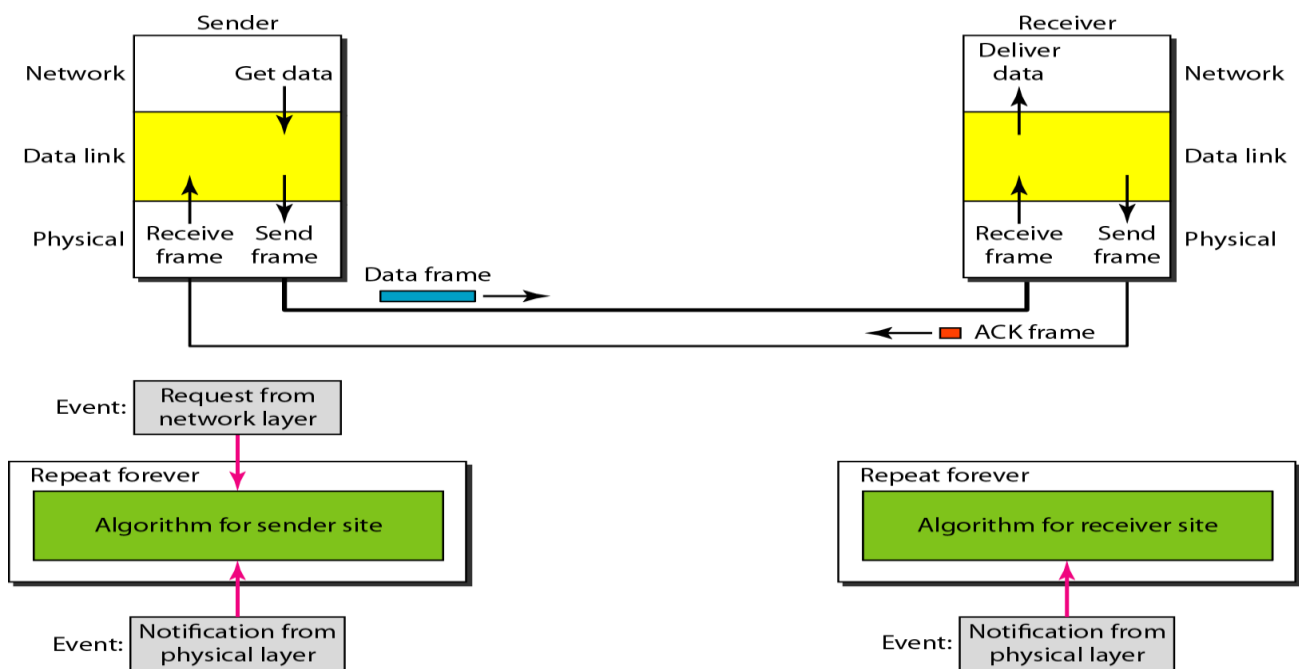 Sender
Receiver
Network
Get data
Deliver
data
Network
Data link
Data link
Physical
Receive
frame
Send
frame
Receive
frame
Send
frame
Physical
Data frame
ACK frame
Event:
Request from
network layer
Repeat forever
Algorithm for sender site
Repeat forever
Algorithm for receiver site
Event:
Notification from
physical layer
Event:
Notification from
physical layer